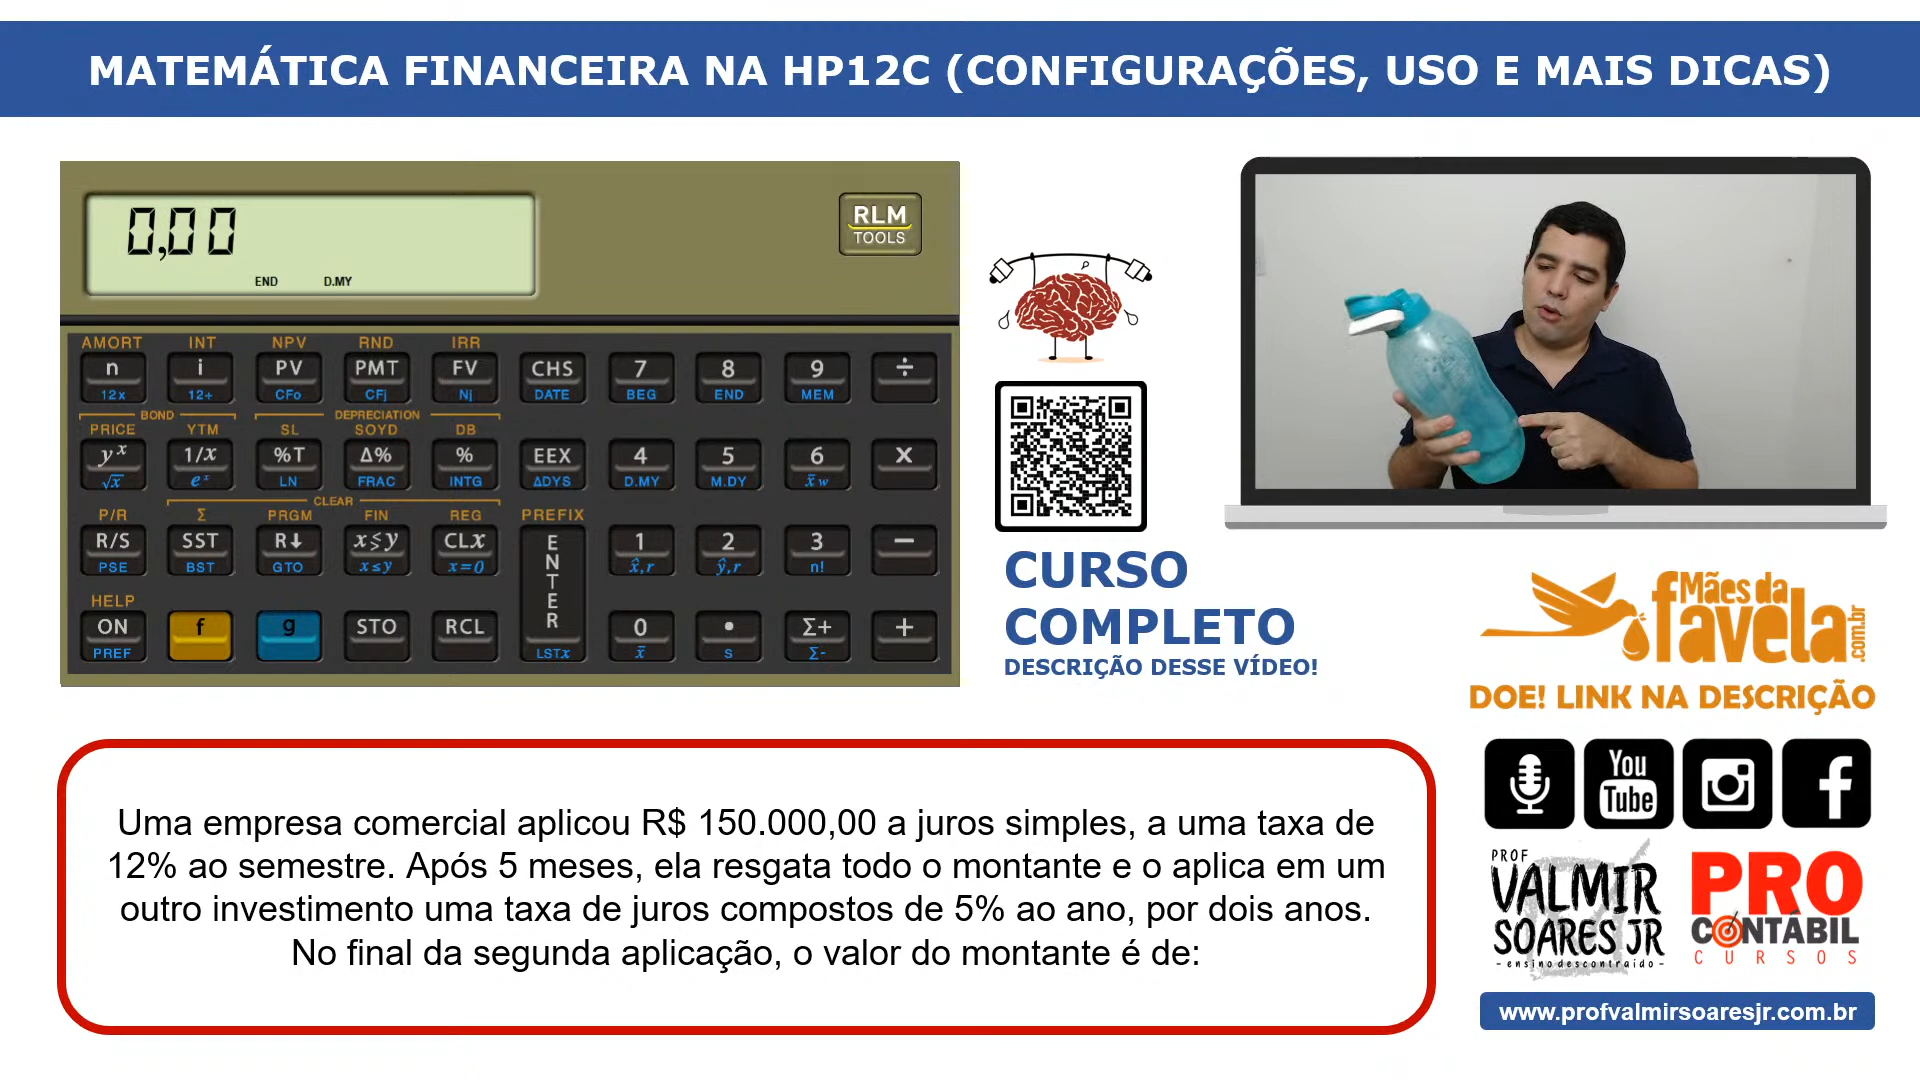 MATEMÁTICA FINANCEIRA NA HP12C (CONFIGURAÇÕES, USO E MAIS DICAS)
0,00
END D.MY
RLM
TOOLS
AMORT INT NPV RND IRR
n i PV PMT FV CHS 7 8 9 ÷
12x 12÷ CFo CFj Nj DATE BEG END MEM
BOND DEPRECIATION
PRICE YTM SL SOYD DB
yˣ 1/x %T Δ% % EEX 4 5 6 X
√x eˣ LN FRAC INTG ΔDYS D.MY M.DY x̄w
CLEAR
P/R Σ PRGM FIN REG PREFIX
R/S SST R↓ x≶y CLx ENTER 1 2 3 −
PSE BST GTO x≤y x=0 x̂,r ŷ,r n!
HELP
ON f g STO RCL 0 • Σ+ +
PREF LSTx x̄ s Σ-
CURSO
COMPLETO
DESCRIÇÃO DESSE VÍDEO!
Mães da
favela
.com.br
DOE! LINK NA DESCRIÇÃO
You
Tube
PROF
VALMIR
SOARES JR
- ensino descontraído -
PRO
CONTÁBIL
CURSOS
www.profvalmirsoaresjr.com.br
Uma empresa comercial aplicou R$ 150.000,00 a juros simples, a uma taxa de
12% ao semestre. Após 5 meses, ela resgata todo o montante e o aplica em um
outro investimento uma taxa de juros compostos de 5% ao ano, por dois anos.
No final da segunda aplicação, o valor do montante é de: